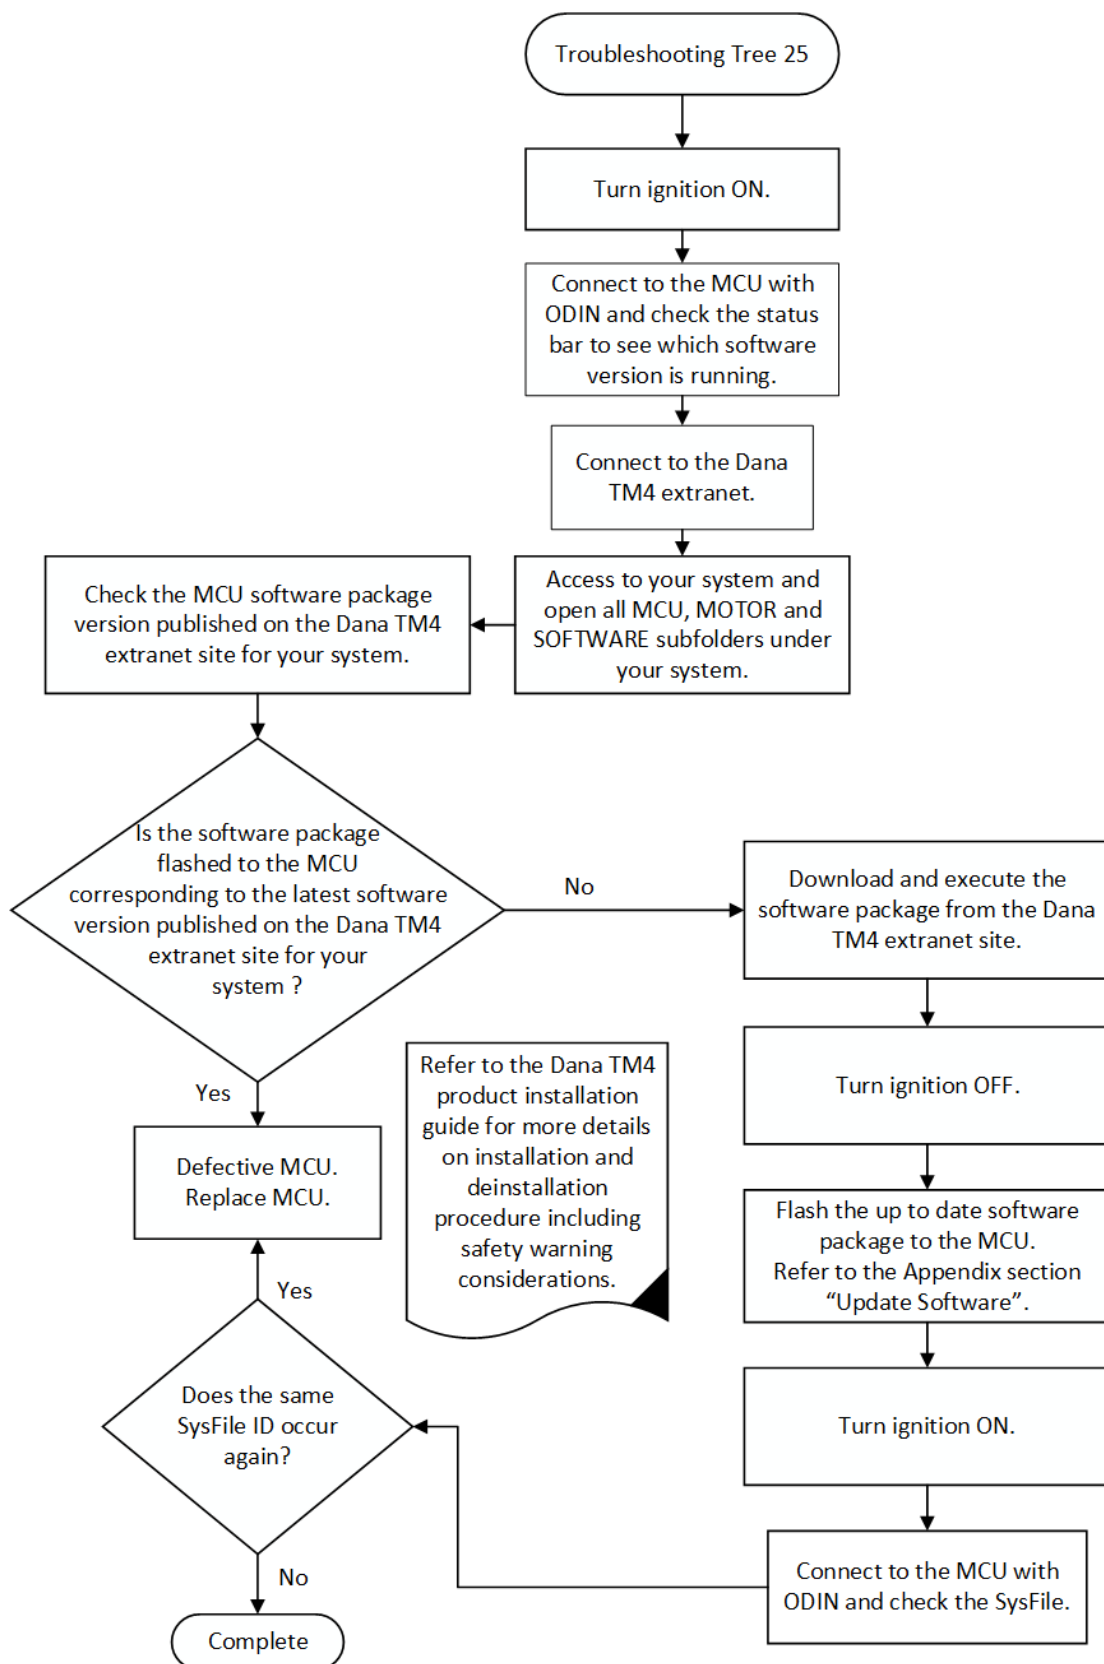 Troubleshooting Tree 25
Turn ignition ON.
Connect to the MCU with
ODIN and check the status
bar to see which software
version is running.
Connect to the Dana
TM4 extranet.
Access to your system and
open all MCU, MOTOR and
SOFTWARE subfolders under
your system.
Check the MCU software package
version published on the Dana TM4
extranet site for your system.
Is the software package
flashed to the MCU
corresponding to the latest software
version published on the Dana TM4
extranet site for your
system ?
No
Download and execute the
software package from the Dana
TM4 extranet site.
Turn ignition OFF.
Flash the up to date software
package to the MCU.
Refer to the Appendix section
“Update Software”.
Turn ignition ON.
Connect to the MCU with
ODIN and check the SysFile.
Yes
Defective MCU.
Replace MCU.
Refer to the Dana TM4
product installation
guide for more details
on installation and
deinstallation
procedure including
safety warning
considerations.
Yes
Does the same
SysFile ID occur
again?
No
Complete